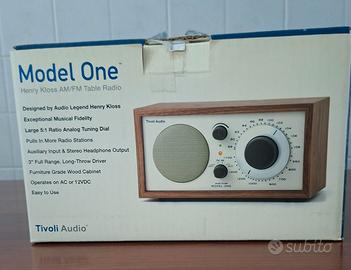 Model One™
Henry Kloss AM/FM Table Radio
Designed by Audio Legend Henry Kloss
Exceptional Musical Fidelity
Large 5:1 Ratio Analog Tuning Dial
Pulls In More Radio Stations
Auxiliary Input & Stereo Headphone Output
3" Full Range, Long-Throw Driver
Furniture Grade Wood Cabinet
Operates on AC or 12VDC
Easy to Use
Tivoli Audio
Tivoli Audio
MODEL ONE
subito